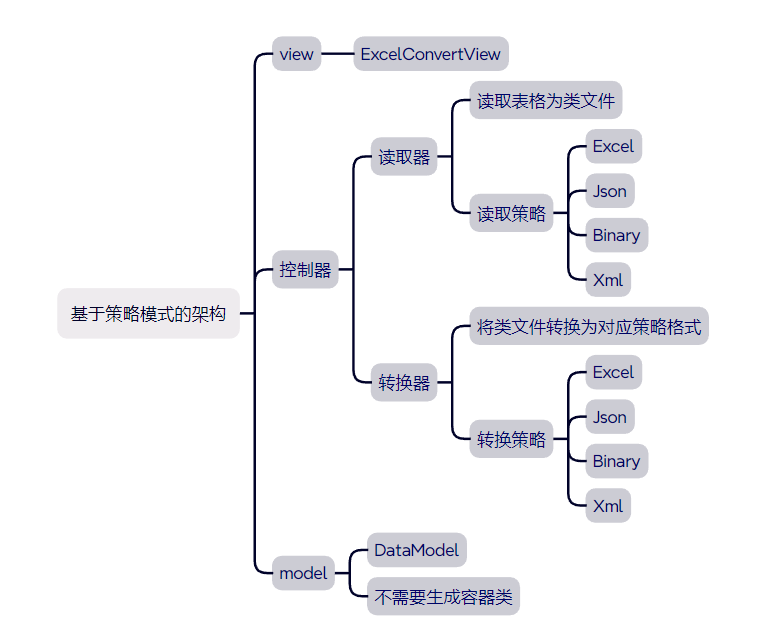 基于策略模式的架构
view
ExcelConvertView
控制器
读取器
读取表格为类文件
读取策略
Excel
Json
Binary
Xml
转换器
将类文件转换为对应策略格式
转换策略
Excel
Json
Binary
Xml
model
DataModel
不需要生成容器类